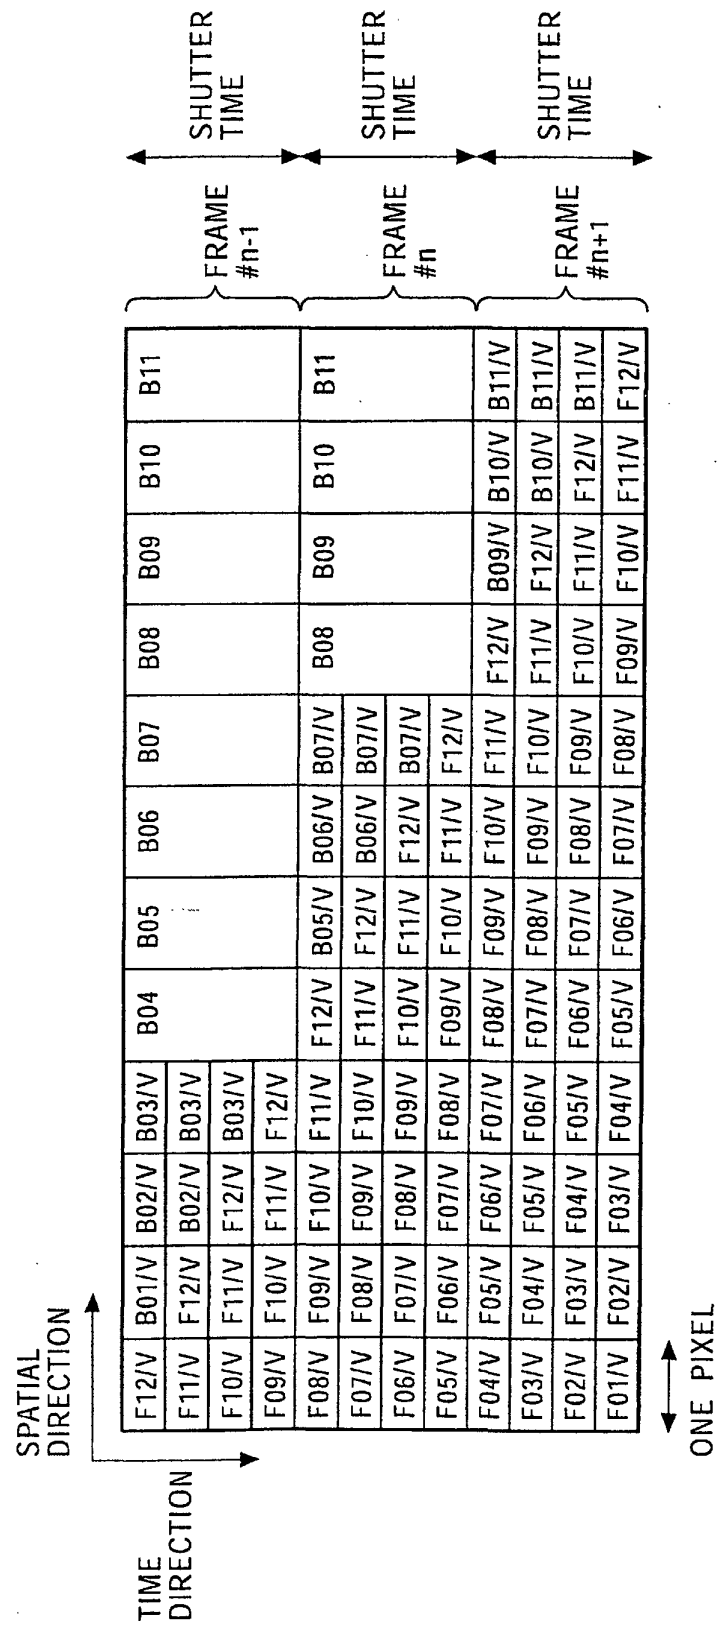 SPATIAL
DIRECTION
TIME
DIRECTION
F12/V B01/V B02/V B03/V B04 B05 B06 B07 B08 B09 B10 B11
F11/V F12/V B02/V B03/V
F10/V F11/V F12/V B03/V
F09/V F10/V F11/V F12/V
FRAME
#n-1
SHUTTER
TIME
F08/V F09/V F10/V F11/V F12/V B05/V B06/V B07/V B08 B09 B10 B11
F07/V F08/V F09/V F10/V F11/V F12/V B06/V B07/V
F06/V F07/V F08/V F09/V F10/V F11/V F12/V B07/V
F05/V F06/V F07/V F08/V F09/V F10/V F11/V F12/V
FRAME
#n
SHUTTER
TIME
F04/V F05/V F06/V F07/V F08/V F09/V F10/V F11/V F12/V B09/V B10/V B11/V
F03/V F04/V F05/V F06/V F07/V F08/V F09/V F10/V F11/V F12/V B10/V B11/V
F02/V F03/V F04/V F05/V F06/V F07/V F08/V F09/V F10/V F11/V F12/V B11/V
F01/V F02/V F03/V F04/V F05/V F06/V F07/V F08/V F09/V F10/V F11/V F12/V
FRAME
#n+1
SHUTTER
TIME
ONE PIXEL